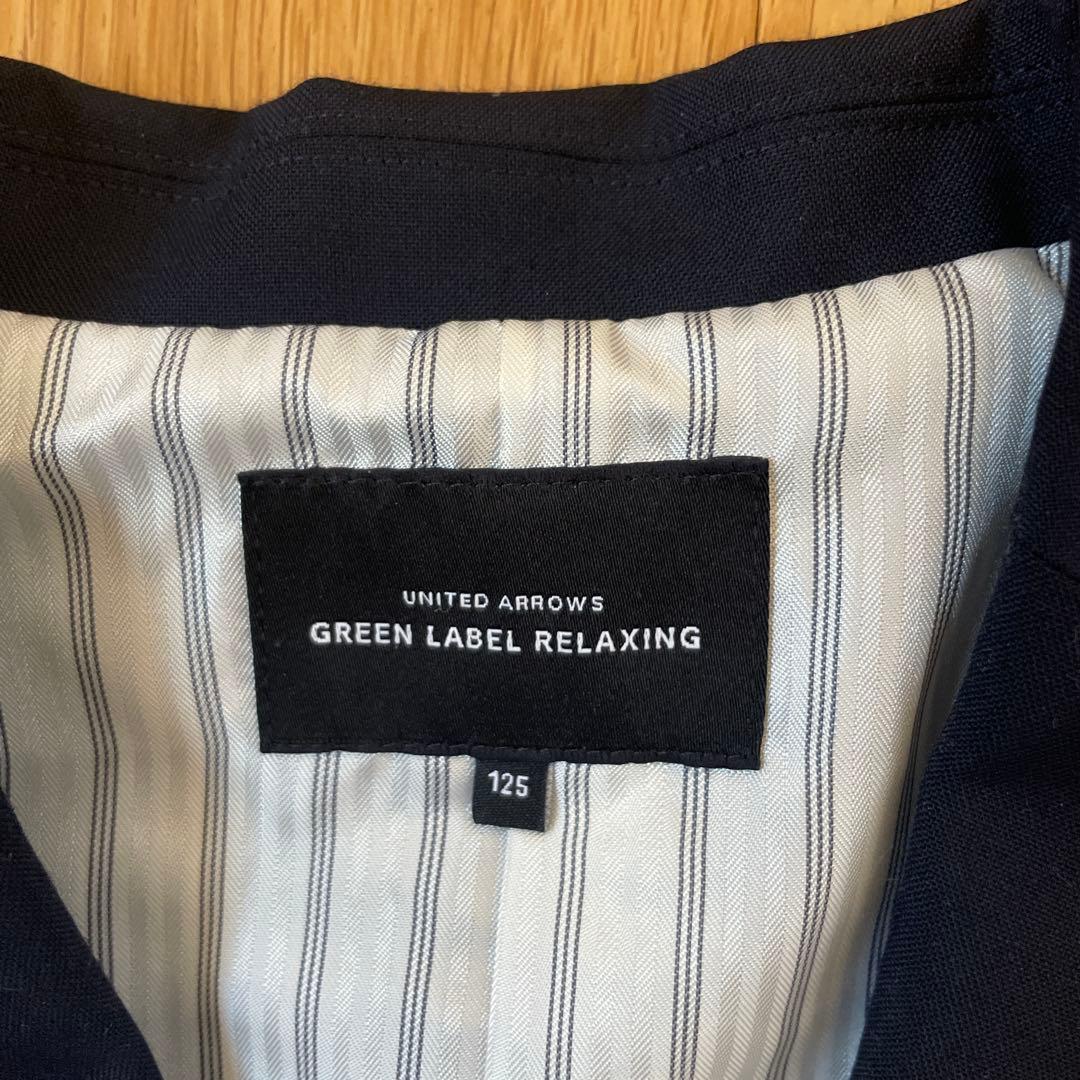 UNITED ARROWS
GREEN LABEL RELAXING
125